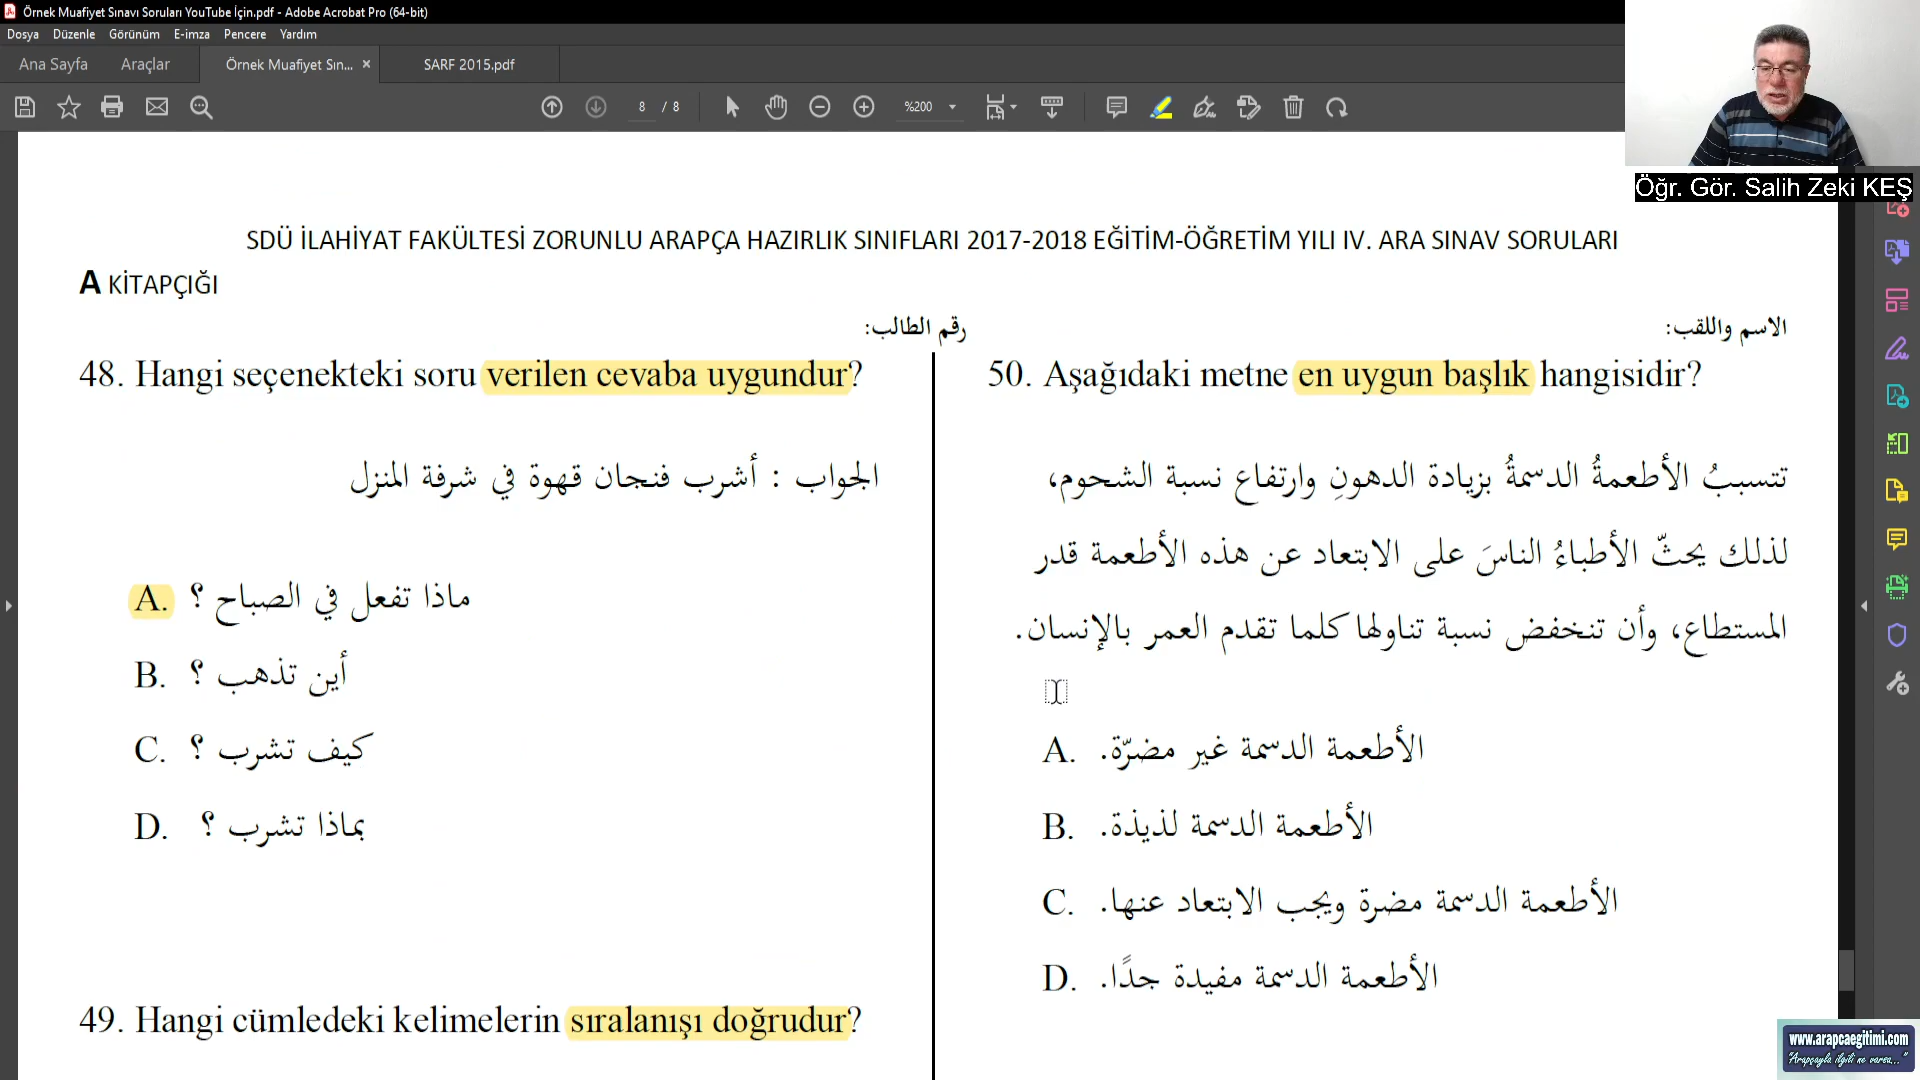 Örnek Muafiyet Sınavı Soruları YouTube İçin.pdf - Adobe Acrobat Pro (64-bit)
Dosya Düzenle Görünüm E-imza Pencere Yardım
Ana Sayfa Araçlar Örnek Muafiyet Sın... × SARF 2015.pdf
8 / 8 %200
Öğr. Gör. Salih Zeki KEŞ
SDÜ İLAHİYAT FAKÜLTESİ ZORUNLU ARAPÇA HAZIRLIK SINIFLARI 2017-2018 EĞİTİM-ÖĞRETİM YILI IV. ARA SINAV SORULARI
A KİTAPÇIĞI
الاسم واللقب: رقم الطالب:
48. Hangi seçenekteki soru verilen cevaba uygundur?
الجواب : أشرب فنجان قهوة في شرفة المنزل
A. ماذا تفعل في الصباح ؟
B. أين تذهب ؟
C. كيف تشرب ؟
D. بماذا تشرب ؟
49. Hangi cümledeki kelimelerin sıralanışı doğrudur?
50. Aşağıdaki metne en uygun başlık hangisidir?
تتسببُ الأطعمةُ الدسمةُ بزيادة الدهونِ وارتفاع نسبة الشحوم،
لذلك يحثّ الأطباءُ الناسَ على الابتعاد عن هذه الأطعمة قدر
المستطاع، وأن تنخفض نسبة تناولها كلما تقدم العمر بالإنسان.
A. الأطعمة الدسمة غير مضرّة.
B. الأطعمة الدسمة لذيذة.
C. الأطعمة الدسمة مضرة ويجب الابتعاد عنها.
D. الأطعمة الدسمة مفيدة جدًا.
www.arapcaegitimi.com
"Arapçayla ilgili ne varsa..."